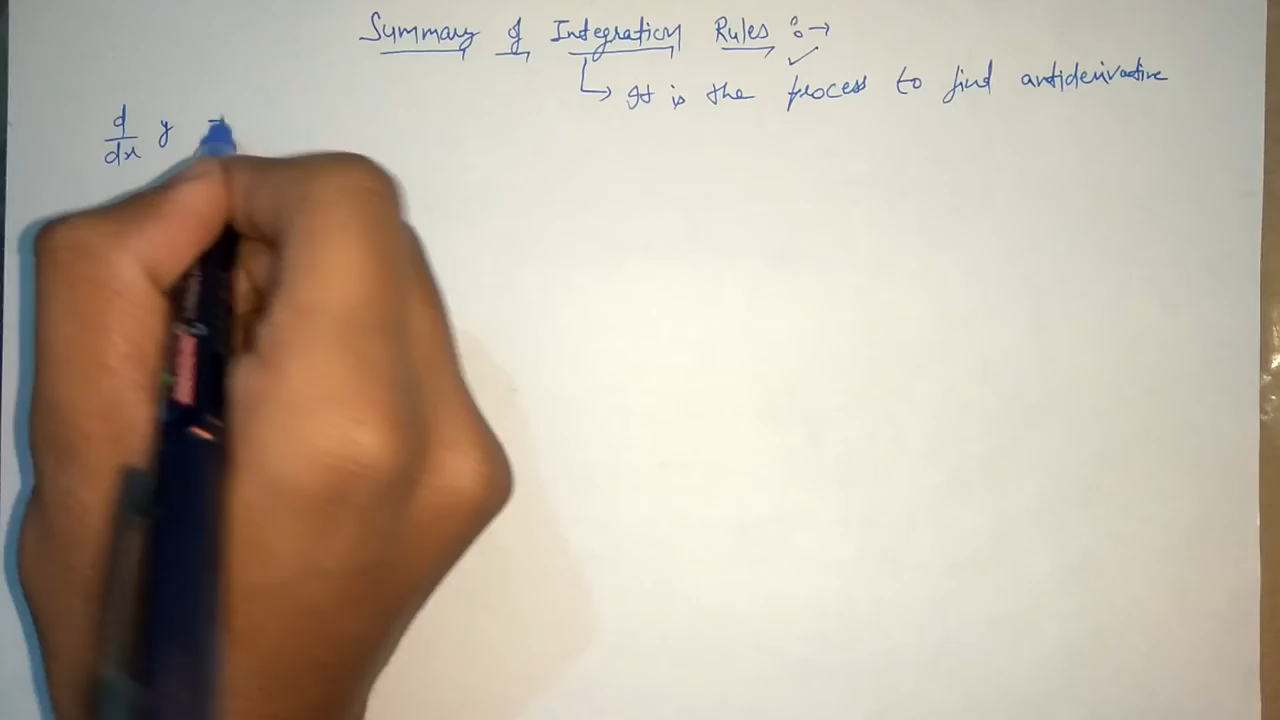 Summary of Integration Rules :→
It is the process to find antiderivative
d/dx y =